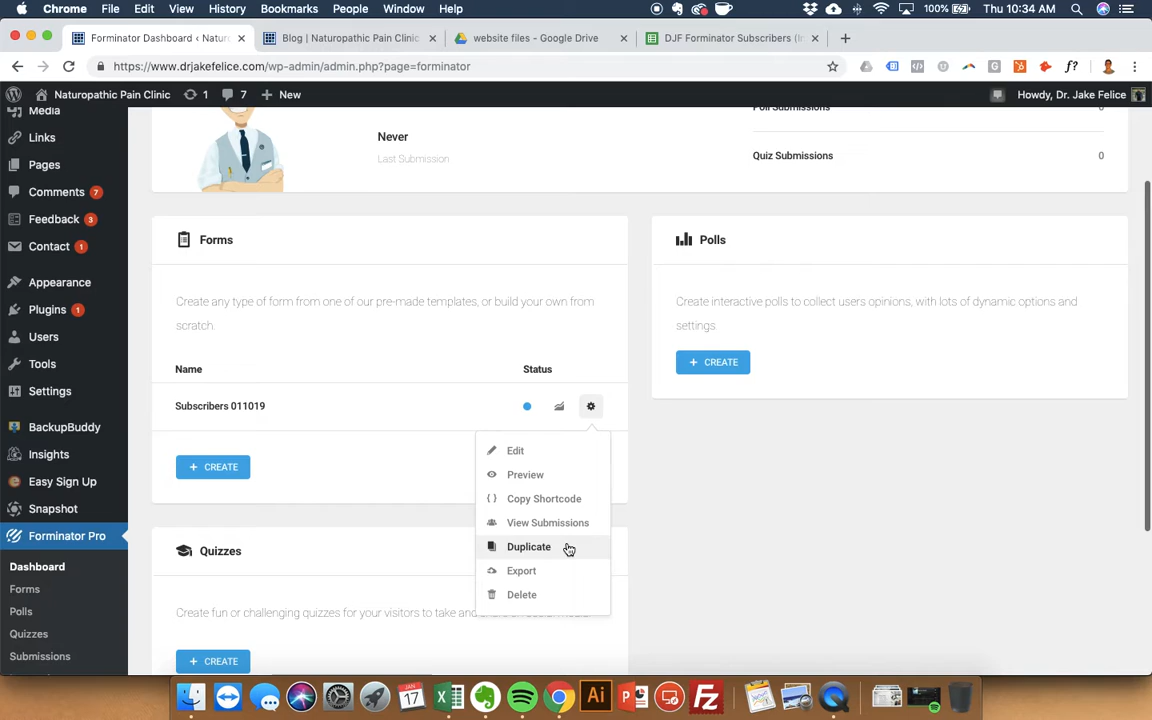 Chrome File Edit View History Bookmarks People Window Help 100% Thu 10:34 AM
Forminator Dashboard ‹ Natur Blog | Naturopathic Pain Clinic website files - Google Drive DJF Forminator Subscribers (In
https://www.drjakefelice.com/wp-admin/admin.php?page=forminator
Naturopathic Pain Clinic 1 7 + New Howdy, Dr. Jake Felice
Media
Links
Pages
Comments 7
Feedback 3
Contact 1
Appearance
Plugins 1
Users
Tools
Settings
BackupBuddy
Insights
Easy Sign Up
Snapshot
Forminator Pro
Dashboard
Forms
Polls
Quizzes
Submissions
Never
Last Submission
Poll Submissions 0
Quiz Submissions 0
Forms
Create any type of form from one of our pre-made templates, or build your own from
scratch.
Name Status
Subscribers 011019
+ CREATE
Edit
Preview
Copy Shortcode
View Submissions
Duplicate
Export
Delete
Polls
Create interactive polls to collect users opinions, with lots of dynamic options and
settings.
+ CREATE
Quizzes
Create fun or challenging quizzes for your visitors to take and
+ CREATE
JAN
17
Ai
Fz